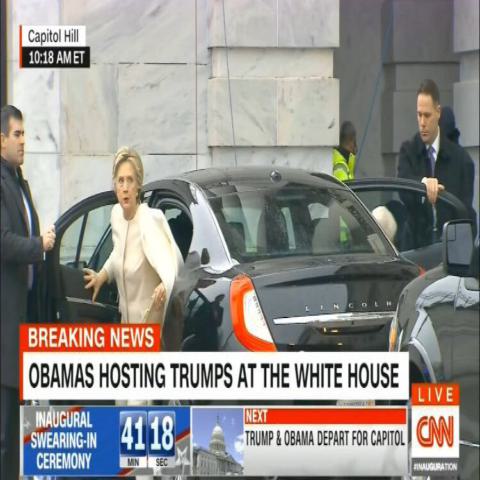 Capitol Hill
10:18 AM ET
LINCOLN
BREAKING NEWS
OBAMAS HOSTING TRUMPS AT THE WHITE HOUSE
LIVE
INAUGURAL
SWEARING-IN
CEREMONY
41 18
MIN SEC
NEXT
TRUMP & OBAMA DEPART FOR CAPITOL
CNN
#INAUGURATION